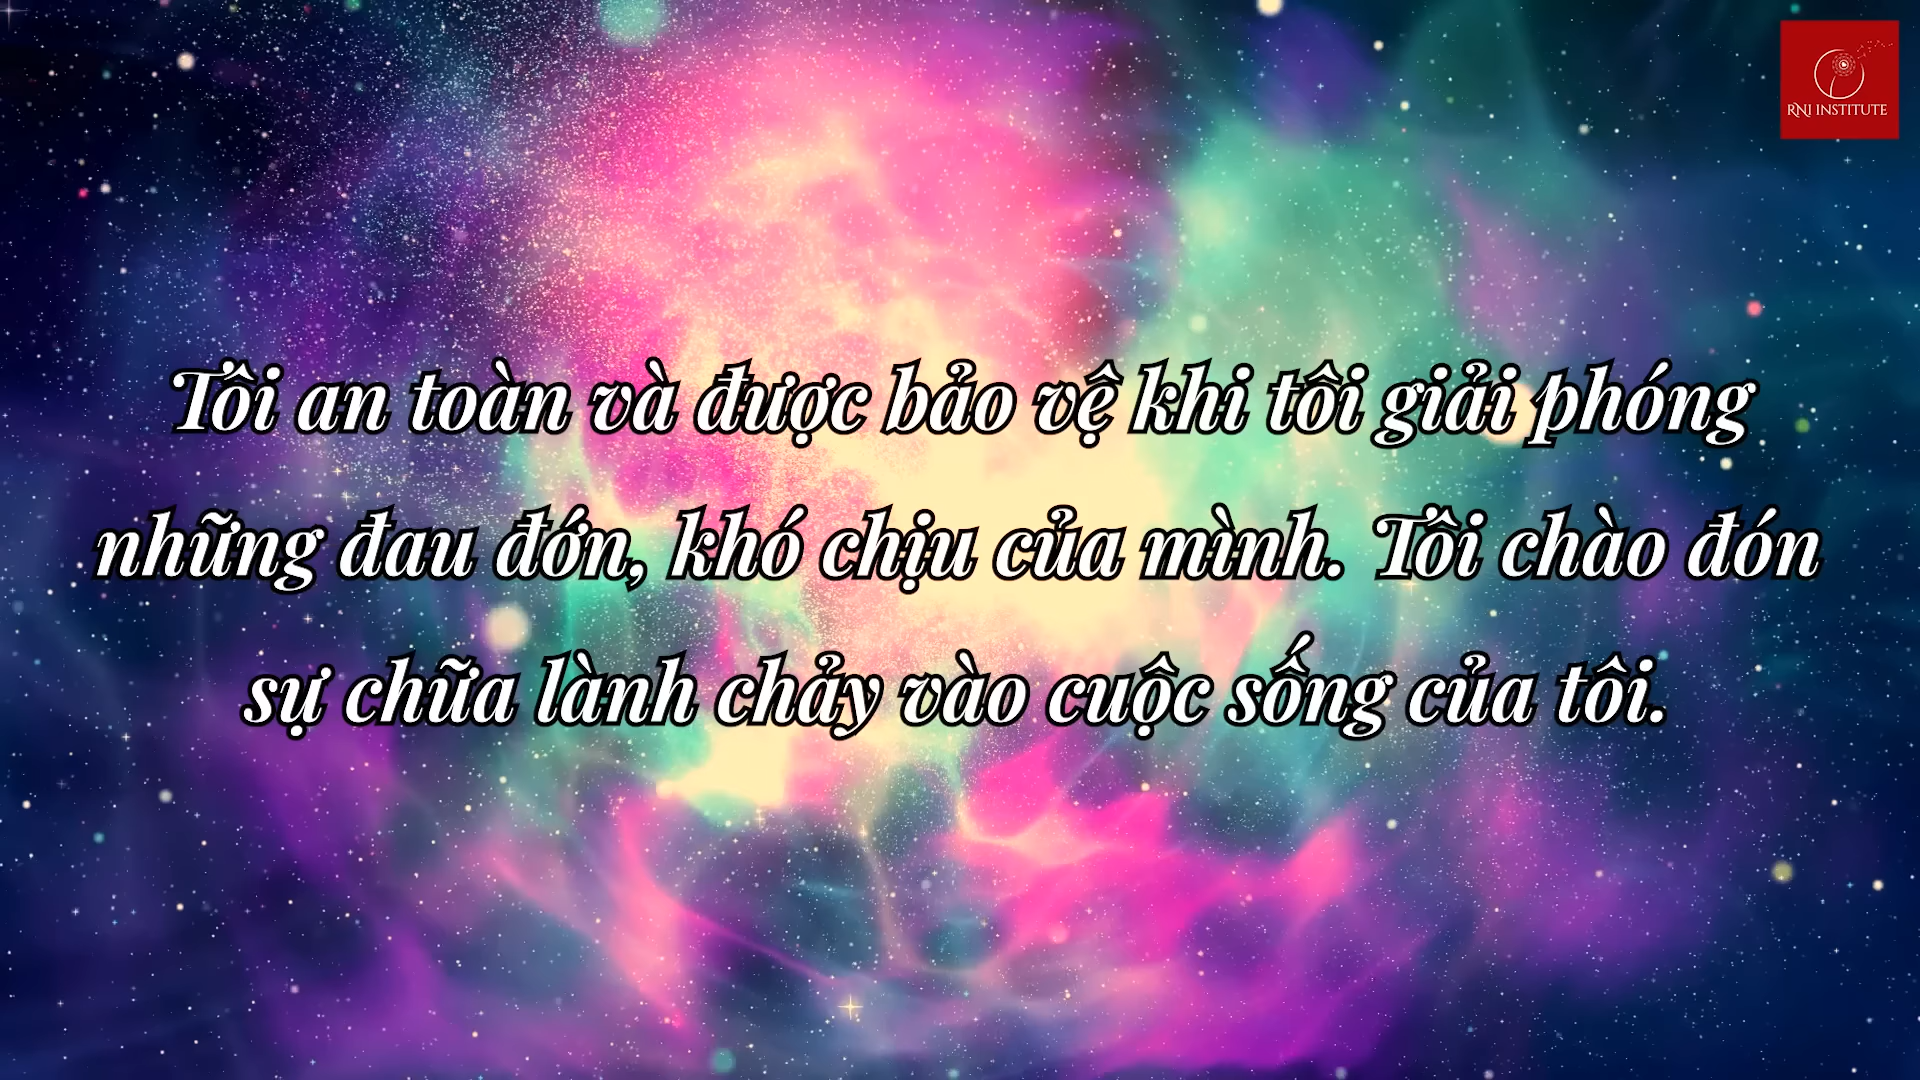 RNI INSTITUTE
Tôi an toàn và được bảo vệ khi tôi giải phóng
những đau đớn, khó chịu của mình. Tôi chào đón
sự chữa lành chảy vào cuộc sống của tôi.